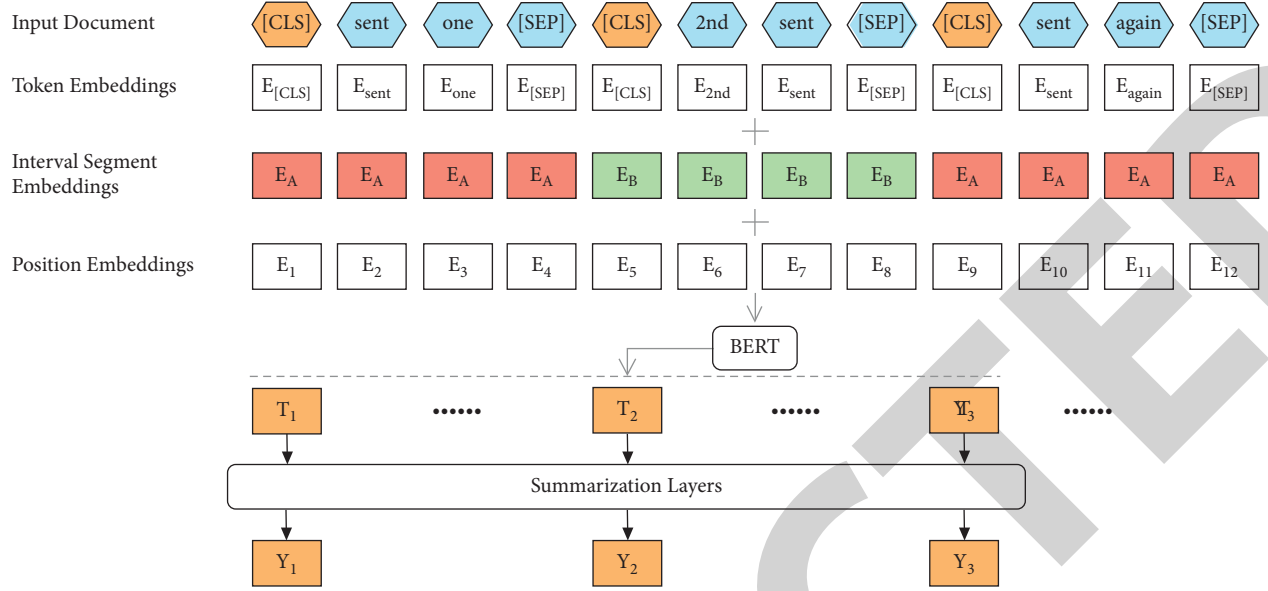 Input Document [CLS] sent one [SEP] [CLS] 2nd sent [SEP] [CLS] sent again [SEP]
Token Embeddings E[CLS] Esent Eone E[SEP] E[CLS] E2nd Esent E[SEP] E[CLS] Esent Eagain E[SEP]
+
Interval Segment
Embeddings EA EA EA EA EB EB EB EB EA EA EA EA
+
Position Embeddings E1 E2 E3 E4 E5 E6 E7 E8 E9 E10 E11 E12
BERT
T1 •••••• T2 •••••• T3 ••••••
Summarization Layers
Y1 Y2 Y3
CTED